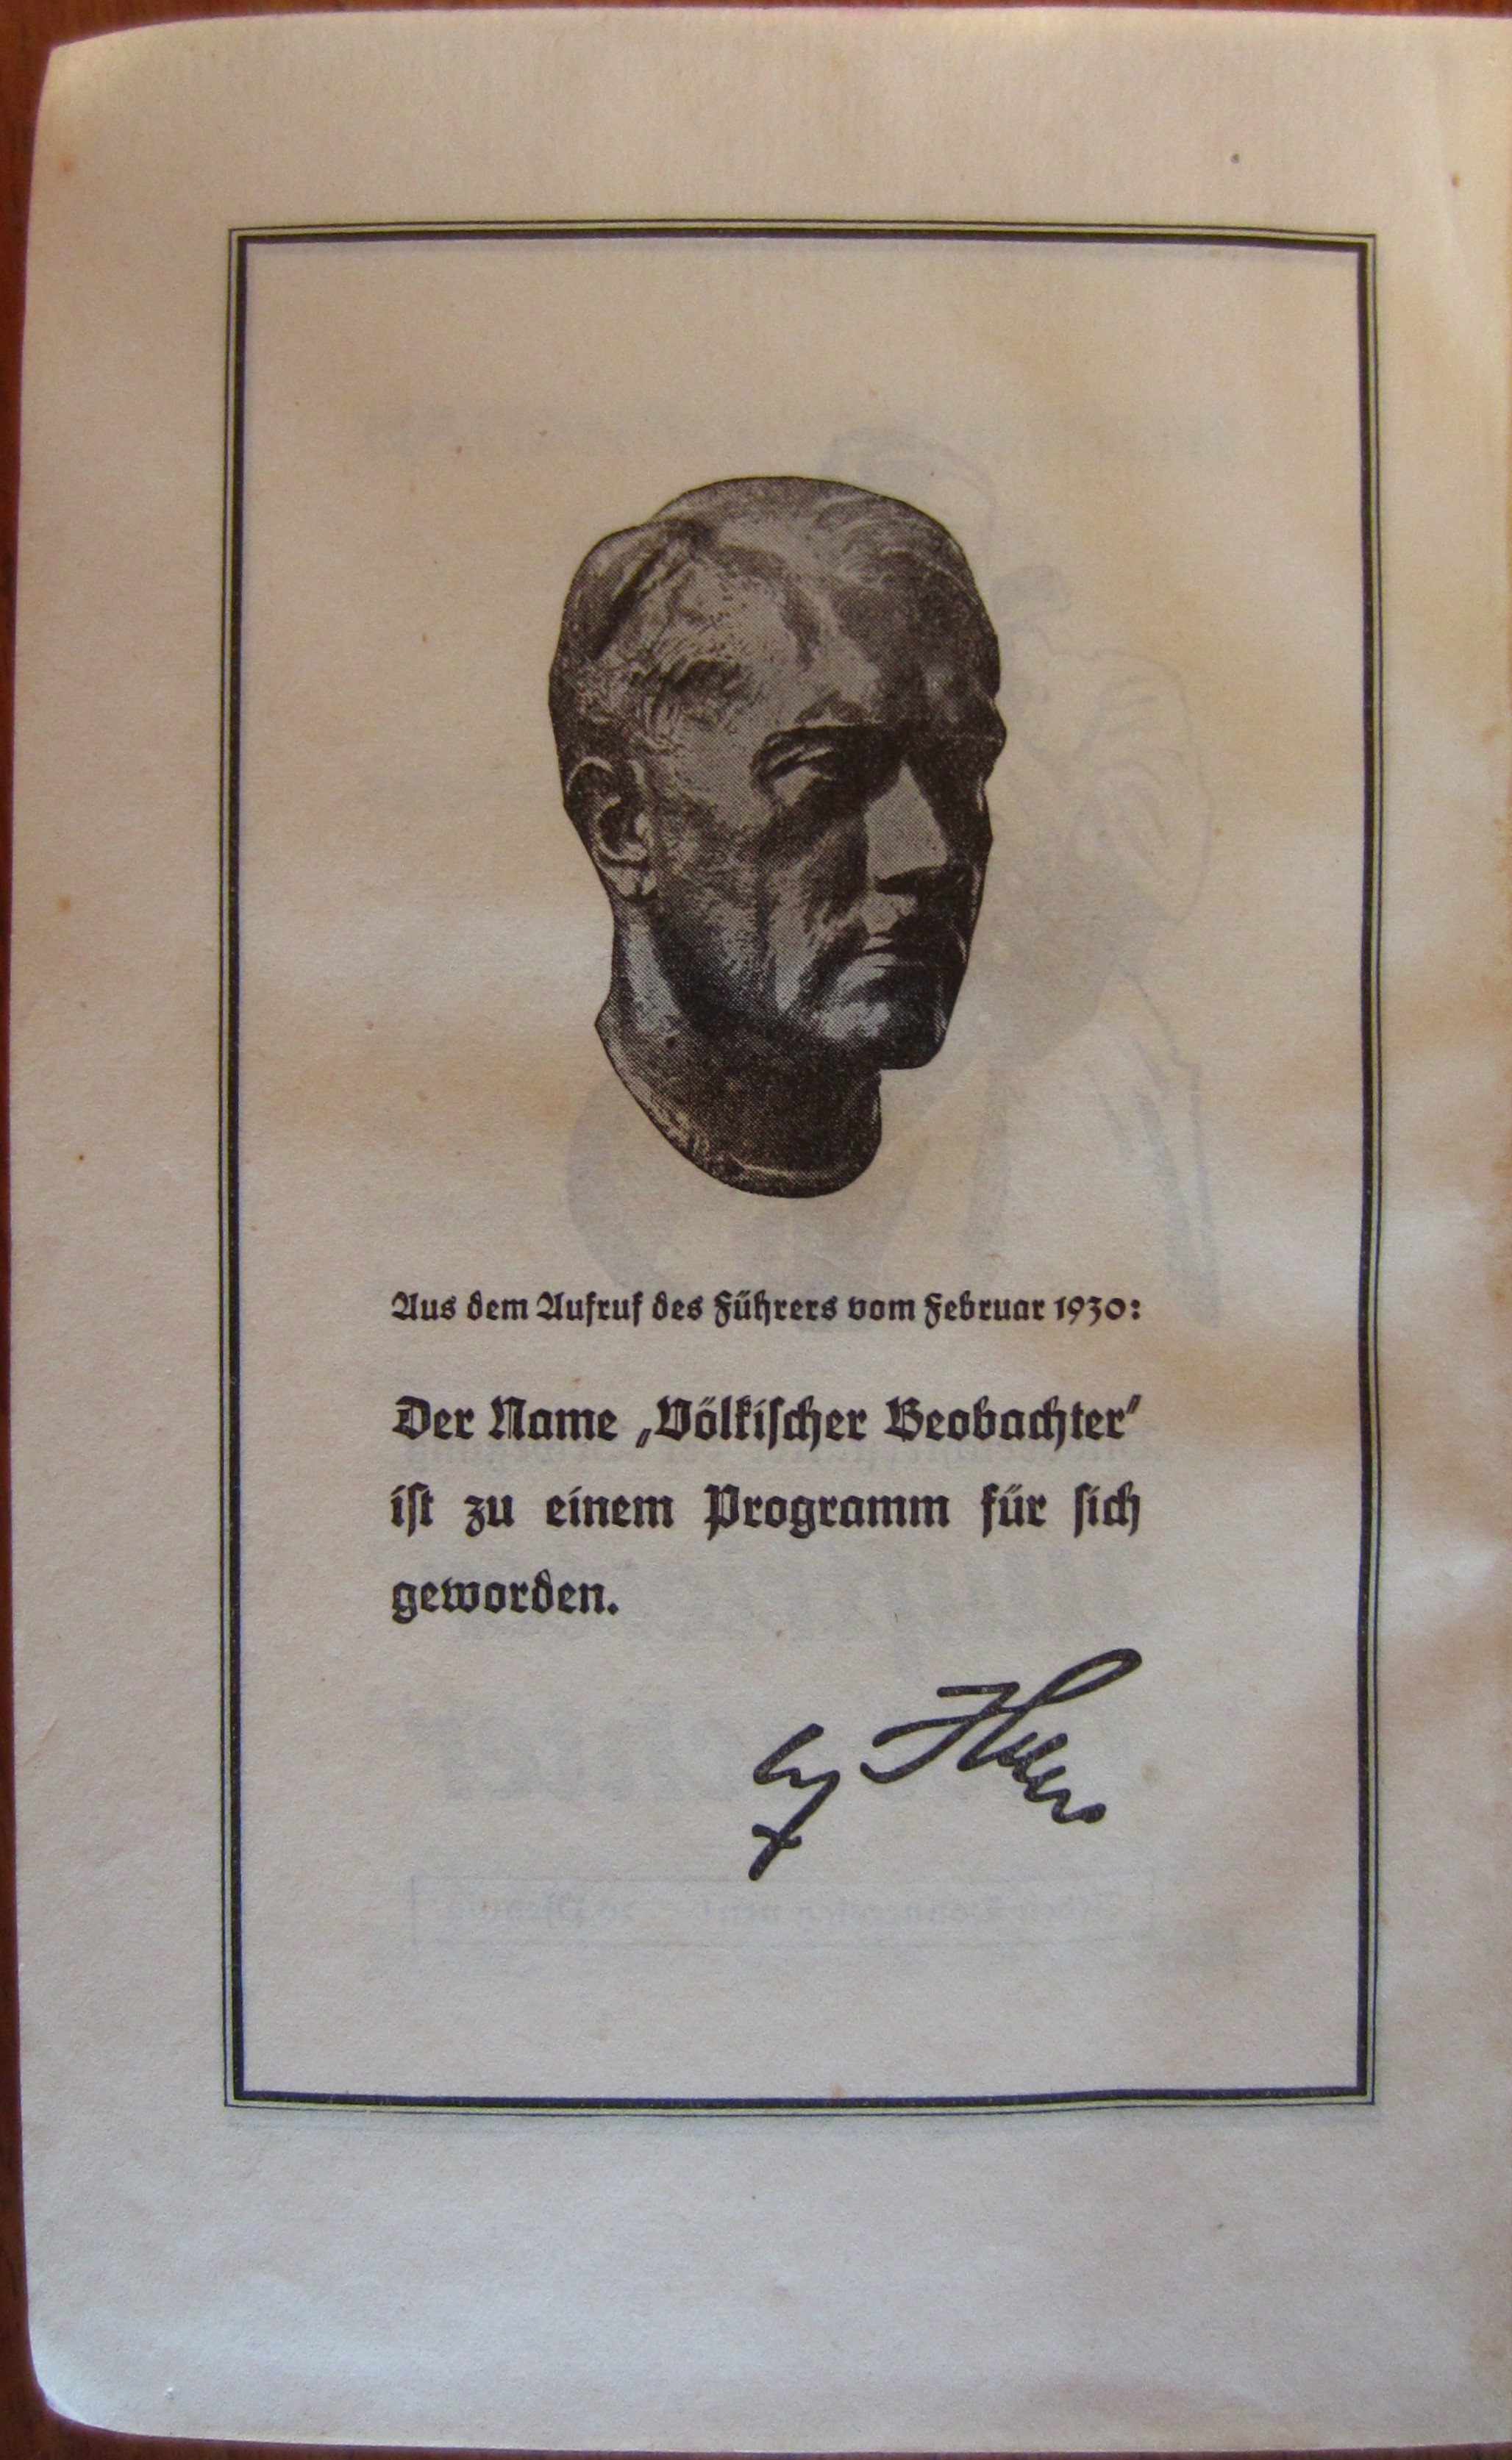 Aus dem Aufruf des Führers vom Februar 1930:
Der Name „Völkischer Beobachter“
ist zu einem Programm für sich
geworden.